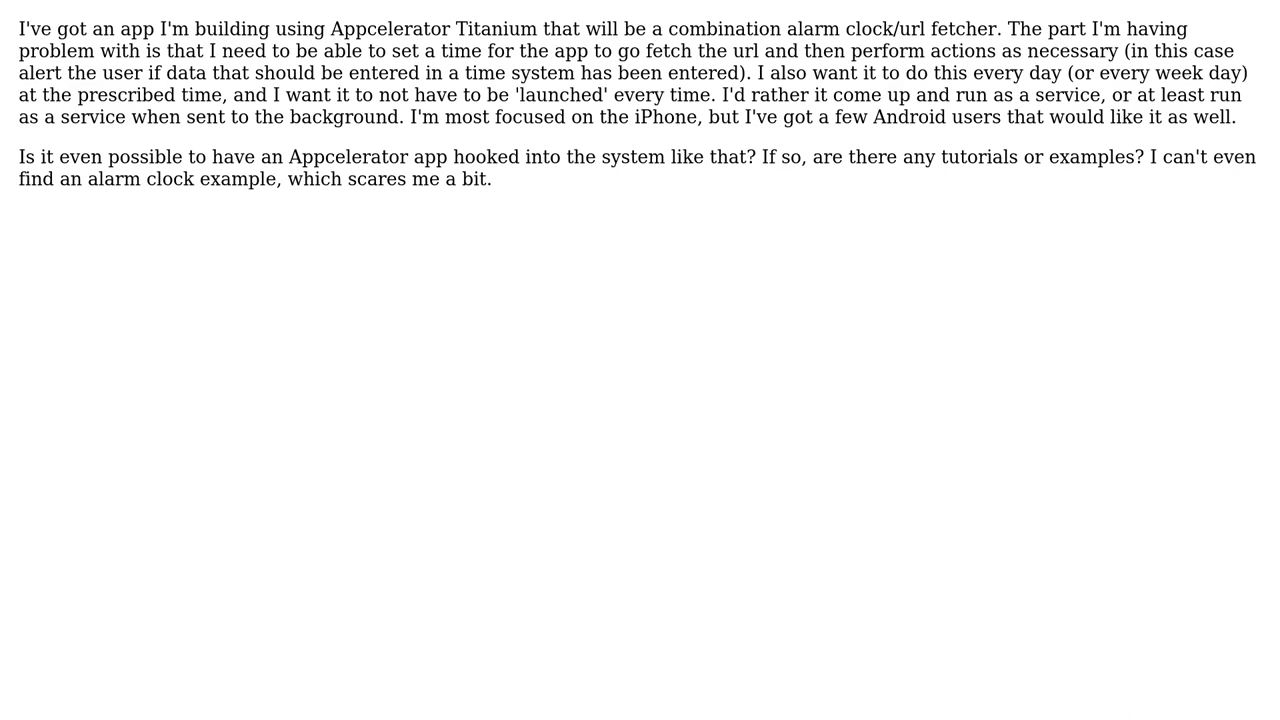 I've got an app I'm building using Appcelerator Titanium that will be a combination alarm clock/url fetcher. The part I'm having
problem with is that I need to be able to set a time for the app to go fetch the url and then perform actions as necessary (in this case
alert the user if data that should be entered in a time system has been entered). I also want it to do this every day (or every week day)
at the prescribed time, and I want it to not have to be 'launched' every time. I'd rather it come up and run as a service, or at least run
as a service when sent to the background. I'm most focused on the iPhone, but I've got a few Android users that would like it as well.
Is it even possible to have an Appcelerator app hooked into the system like that? If so, are there any tutorials or examples? I can't even
find an alarm clock example, which scares me a bit.